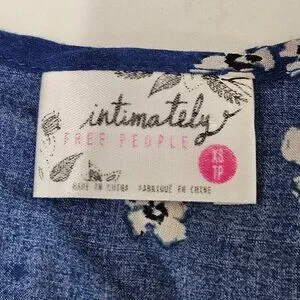 intimately
FREE PEOPLE
XS
TP
MADE IN CHINA FABRIQUÉ EN CHINE